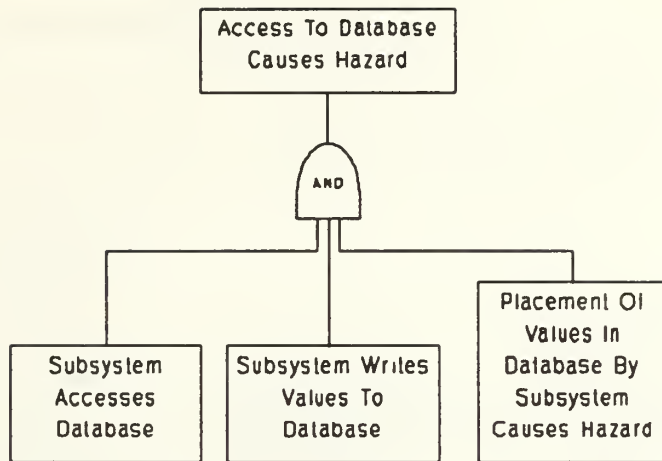 Access To Database
Causes Hazard
AND
Subsystem
Accesses
Database
Subsystem Writes
Values To
Database
Placement Of
Values In
Database By
Subsystem
Causes Hazard